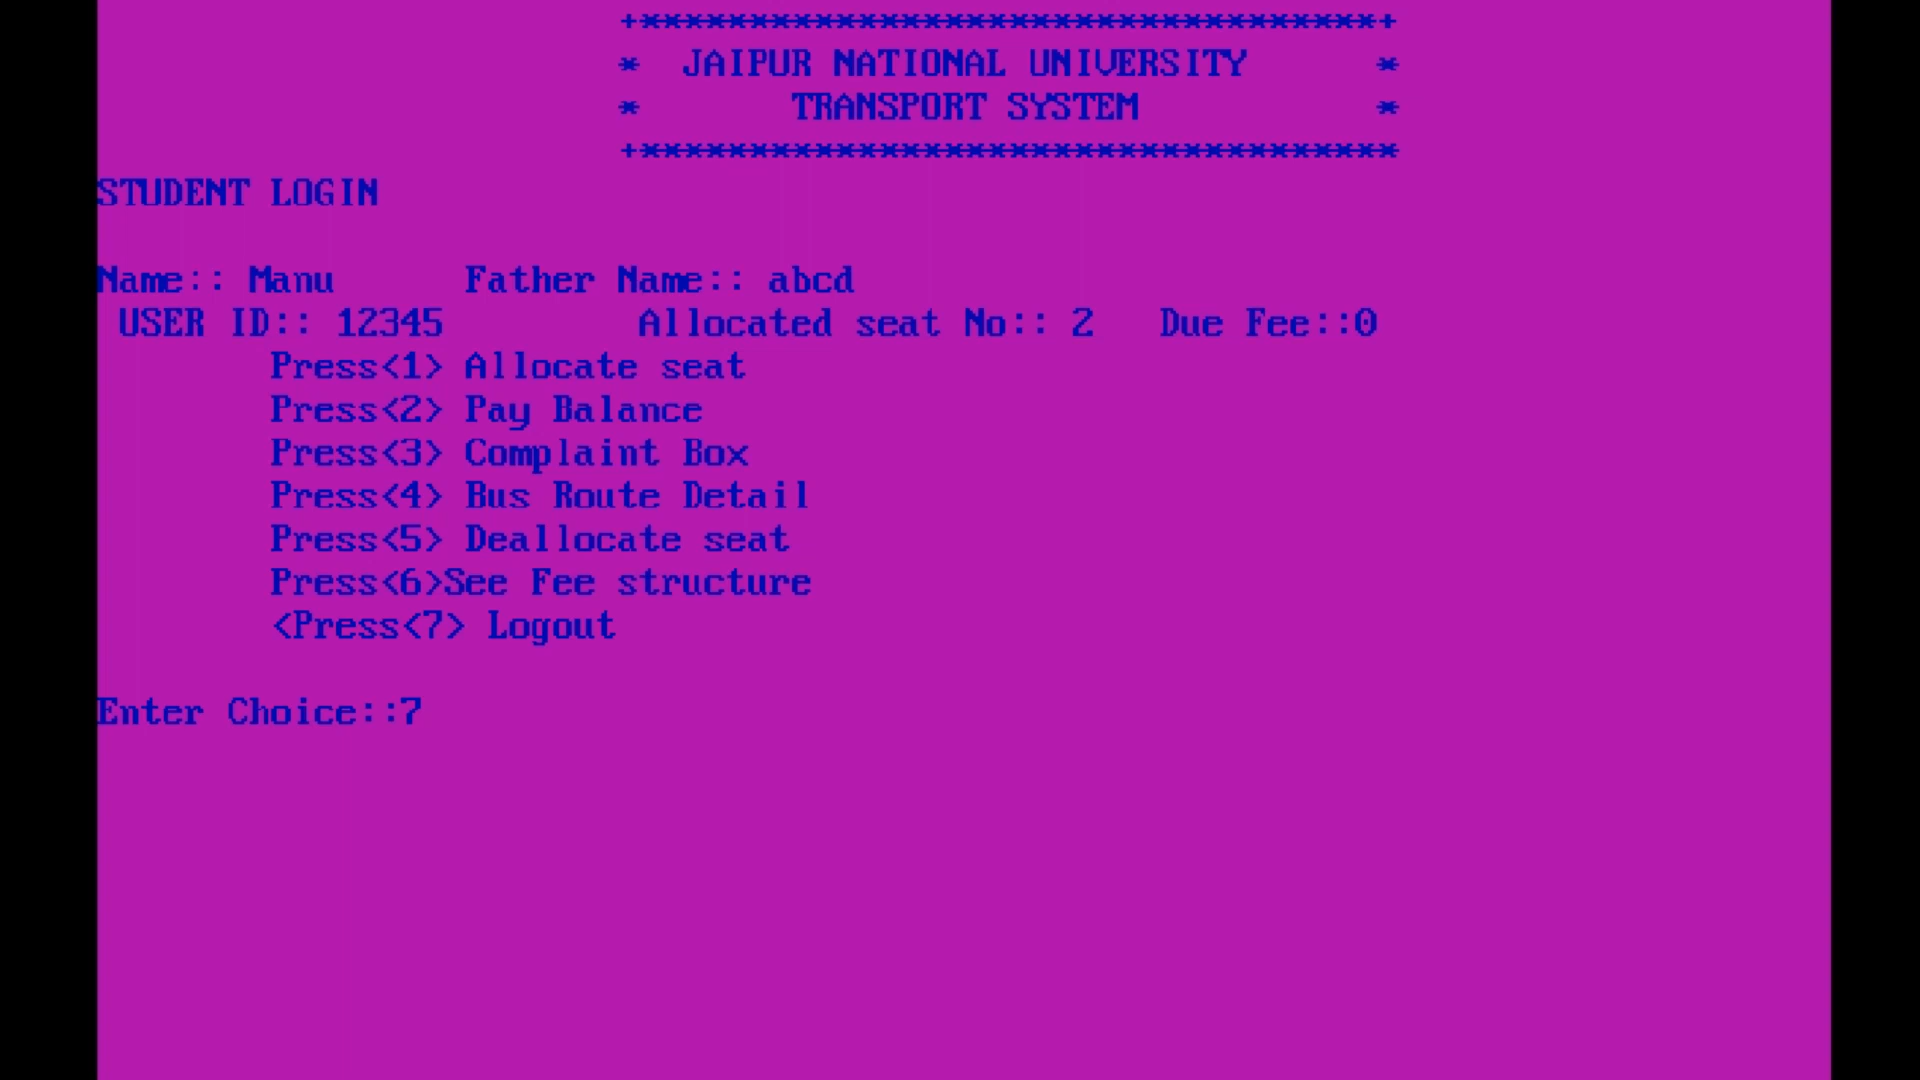 +**********************************+
*  JAIPUR NATIONAL UNIVERSITY      *
*       TRANSPORT SYSTEM           *
+***********************************
STUDENT LOGIN
Name:: Manu      Father Name:: abcd
USER ID:: 12345         Allocated seat No:: 2   Due Fee::0
Press<1> Allocate seat
Press<2> Pay Balance
Press<3> Complaint Box
Press<4> Bus Route Detail
Press<5> Deallocate seat
Press<6>See Fee structure
<Press<7> Logout
Enter Choice::7